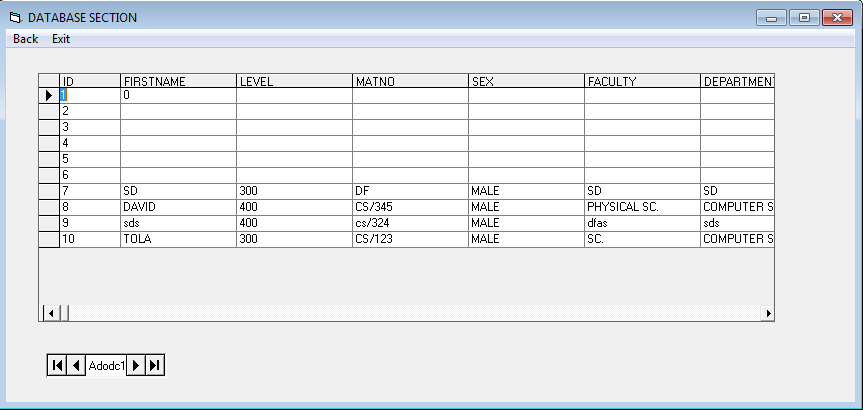 DATABASE SECTION
Back Exit
ID FIRSTNAME LEVEL MATNO SEX FACULTY DEPARTMENT
1 0
2
3
4
5
6
7 SD 300 DF MALE SD SD
8 DAVID 400 CS/345 MALE PHYSICAL SC. COMPUTER S
9 sds 400 cs/324 MALE dfas sds
10 TOLA 300 CS/123 MALE SC. COMPUTER S
Adodc1